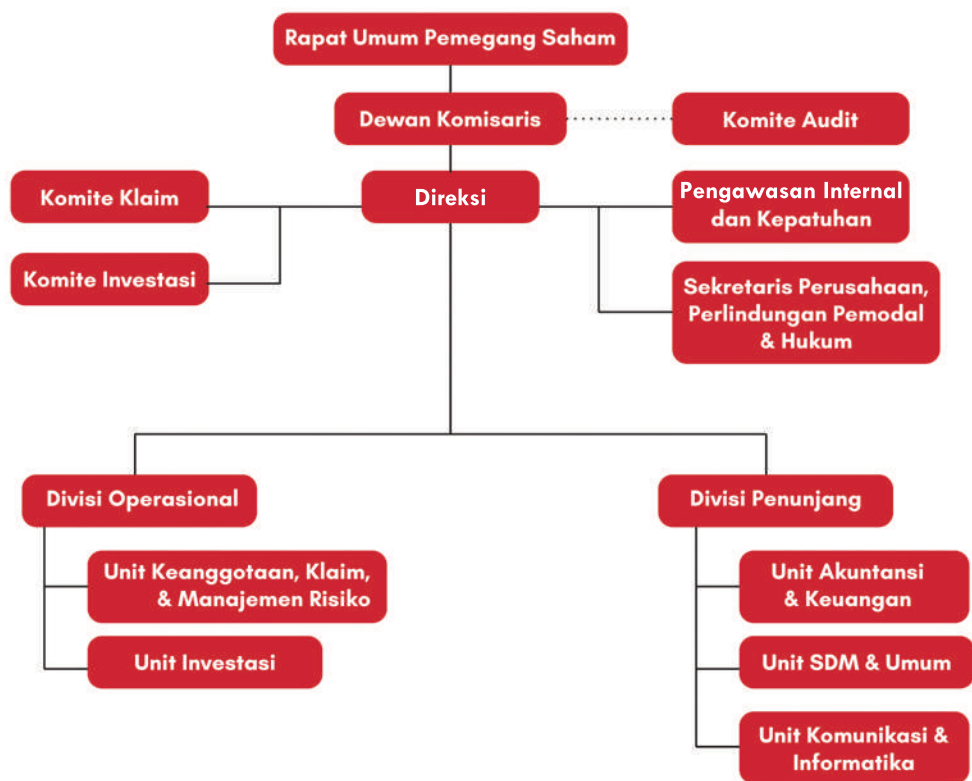 Rapat Umum Pemegang Saham
Dewan Komisaris
Komite Audit
Komite Klaim
Direksi
Pengawasan Internal
dan Kepatuhan
Komite Investasi
Sekretaris Perusahaan,
Perlindungan Pemodal
& Hukum
Divisi Operasional
Divisi Penunjang
Unit Keanggotaan, Klaim,
& Manajemen Risiko
Unit Akuntansi
& Keuangan
Unit Investasi
Unit SDM & Umum
Unit Komunikasi &
Informatika